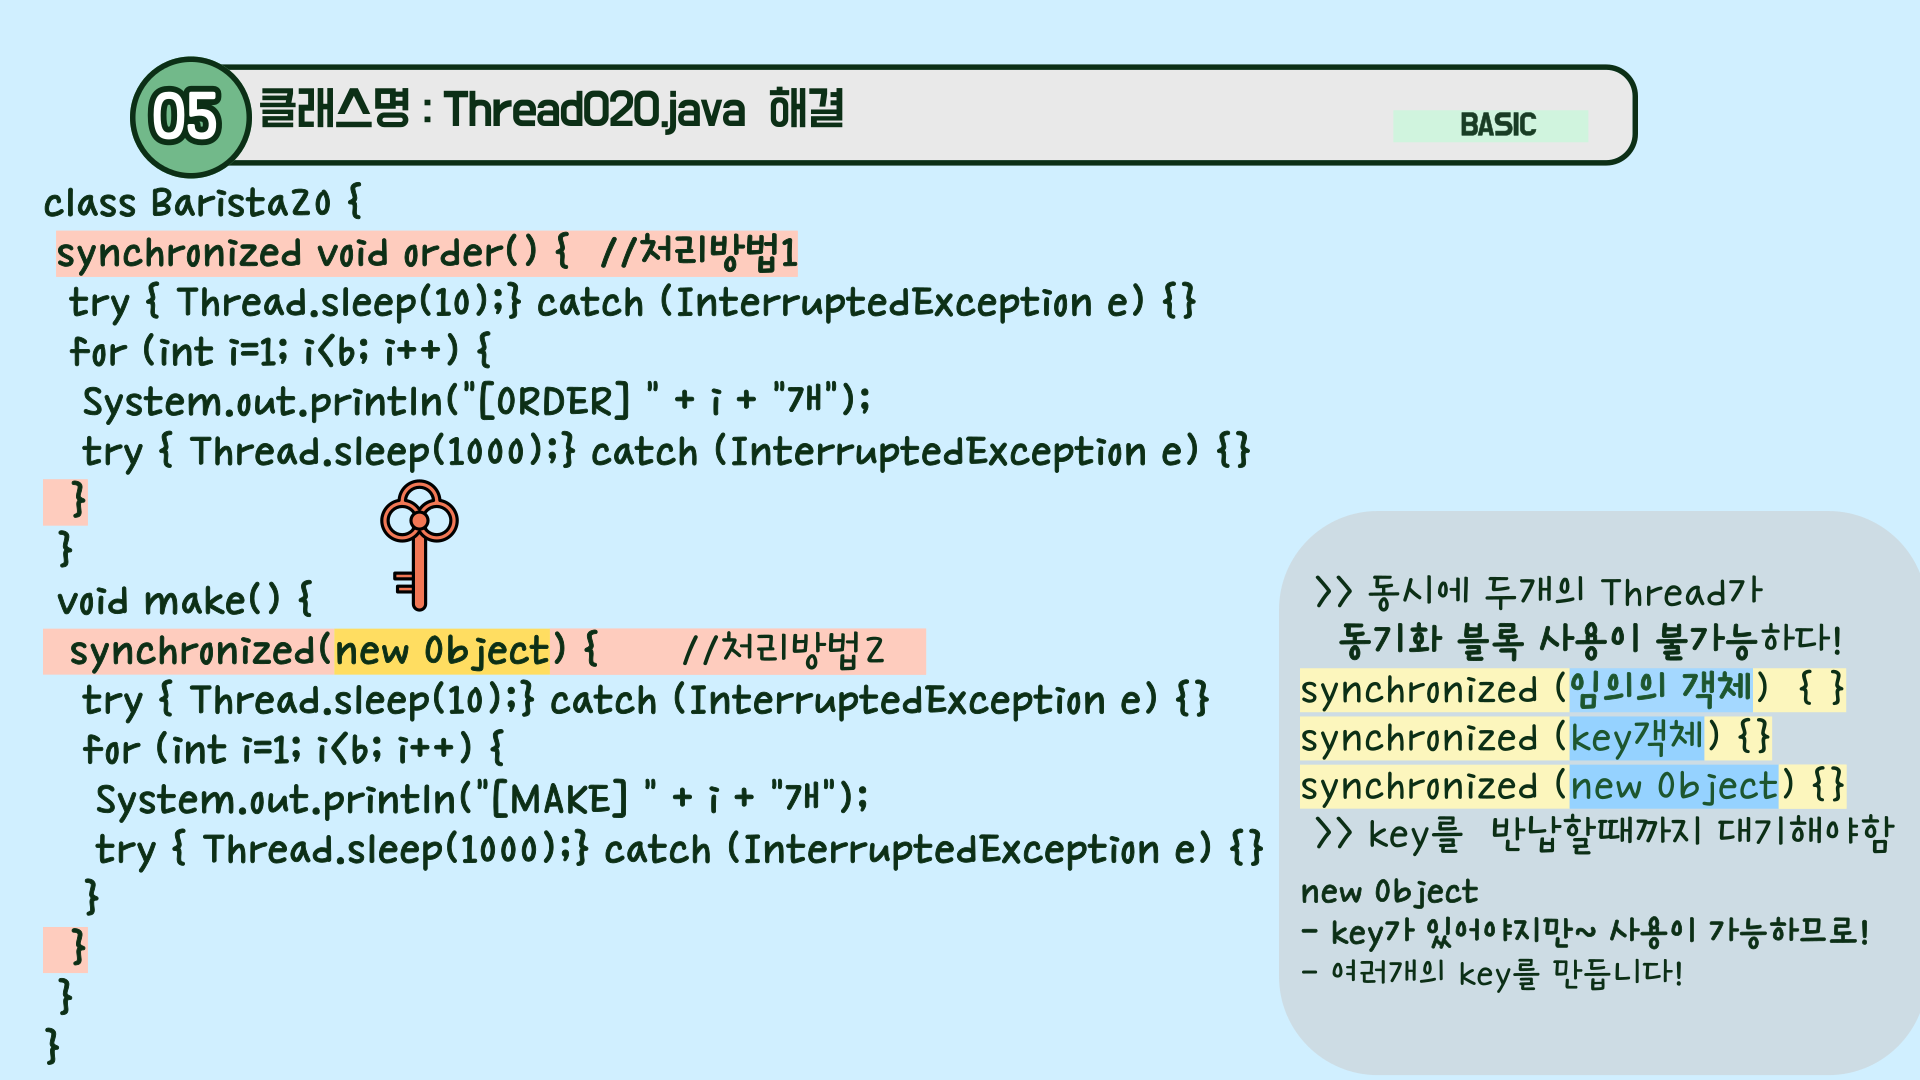 05 클래스명 : Thread020.java 해결
BASIC
class Barista20 {
synchronized void order() { //처리방법1
try { Thread.sleep(10);} catch (InterruptedException e) {}
for (int i=1; i<b; i++) {
System.out.println("[ORDER] " + i + "개");
try { Thread.sleep(1000);} catch (InterruptedException e) {}
}
}
void make() {
synchronized(new Object) { //처리방법2
try { Thread.sleep(10);} catch (InterruptedException e) {}
for (int i=1; i<b; i++) {
System.out.println("[MAKE] " + i + "개");
try { Thread.sleep(1000);} catch (InterruptedException e) {}
}
}
}
}
>> 동시에 두개의 Thread가
동기화 블록 사용이 불가능하다!
synchronized (임의의 객체) { }
synchronized (key객체) {}
synchronized (new Object) {}
>> key를 반납할때까지 대기해야함
new Object
- key가 있어야지만~ 사용이 가능하므로!
- 여러개의 key를 만듭니다!